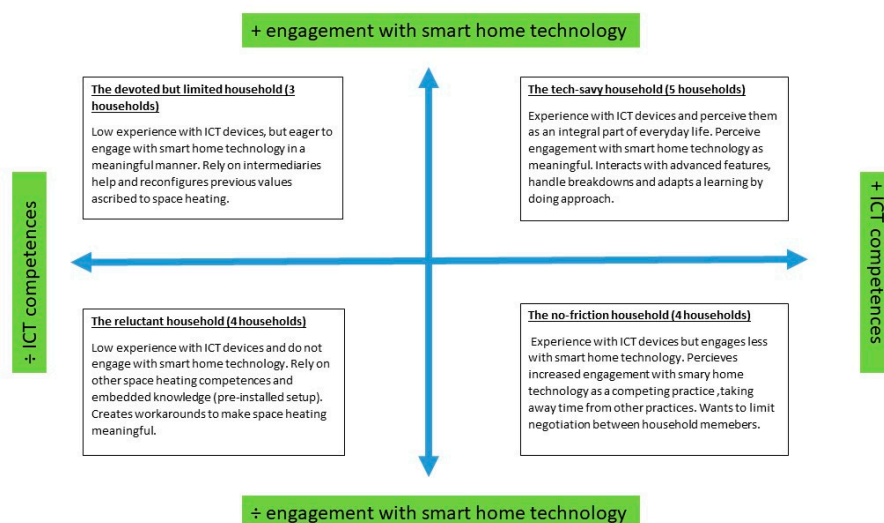 + engagement with smart home technology
The devoted but limited household (3
households)
Low experience with ICT devices, but eager to
engage with smart home technology in a
meaningful manner. Rely on intermediaries
help and reconfigures previous values
ascribed to space heating.
The tech-savy household (5 households)
Experience with ICT devices and perceive them
as an integral part of everyday life. Perceive
engagement with smart home technology as
meaningful. Interacts with advanced features,
handle breakdowns and adapts a learning by
doing approach.
÷ ICT competences
+ ICT
competences
The reluctant household (4 households)
Low experience with ICT devices and do not
engage with smart home technology. Rely on
other space heating competences and
embedded knowledge (pre-installed setup).
Creates workarounds to make space heating
meaningful.
The no-friction household (4 households)
Experience with ICT devices but engages less
with smart home technology. Percieves
increased engagement with smary home
technology as a competing practice ,taking
away time from other practices. Wants to limit
negotiation between household memebers.
÷ engagement with smart home technology